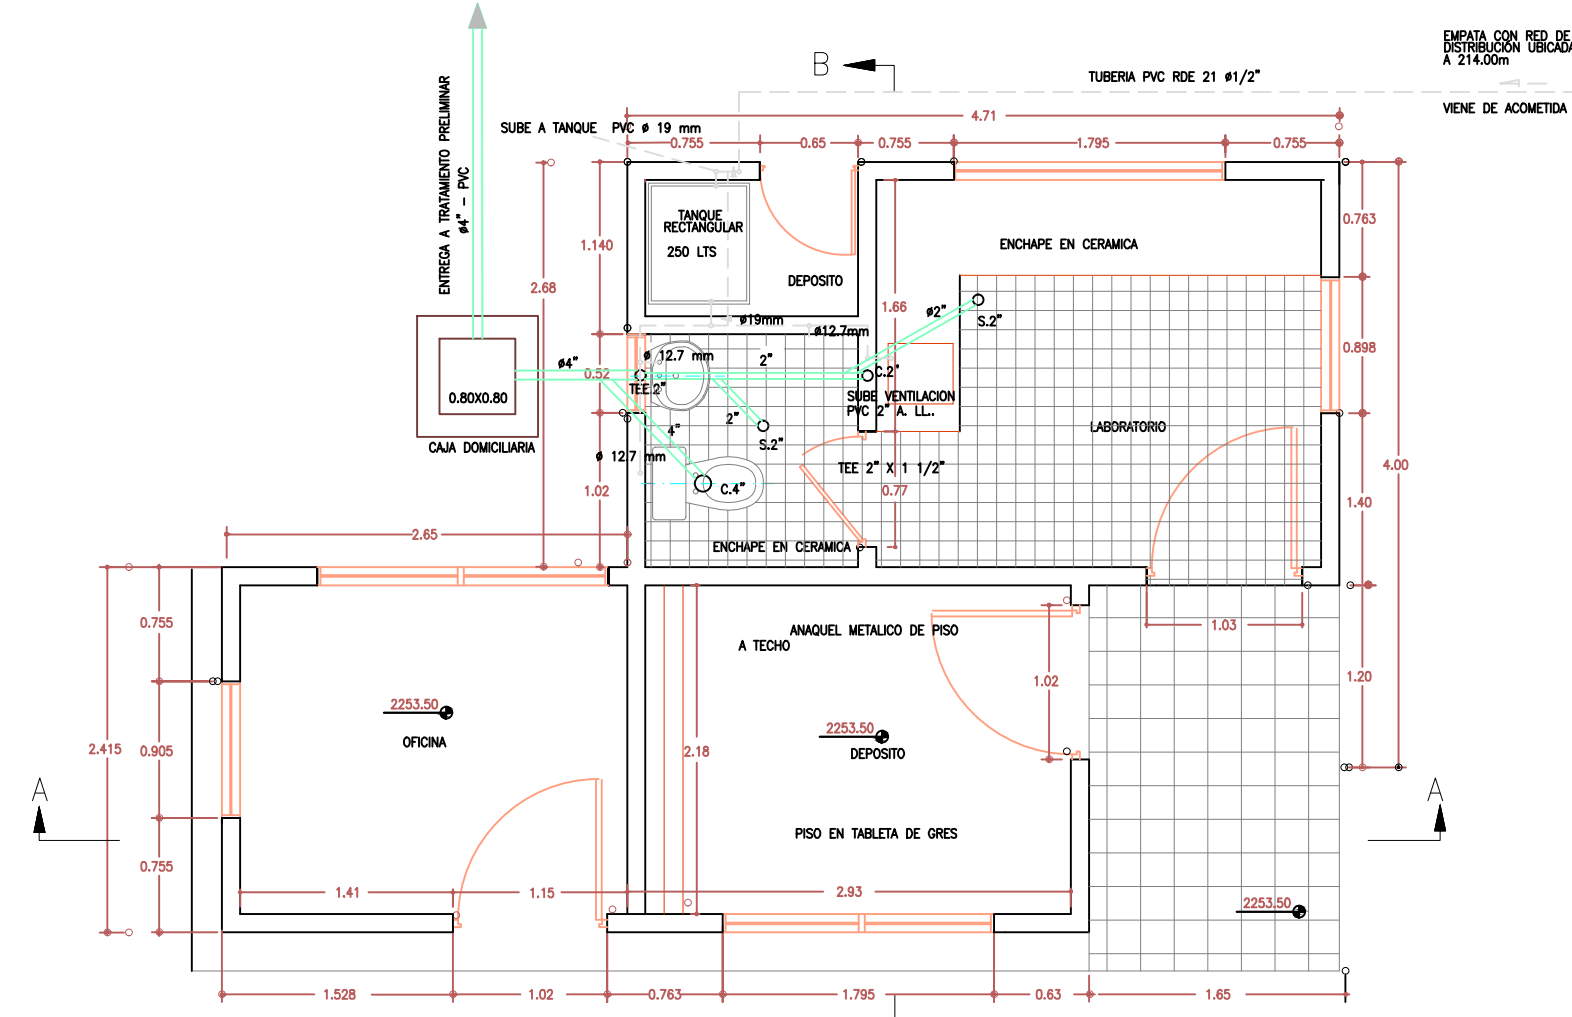 EMPATA CON RED DE
DISTRIBUCIÓN UBICADA
A 214.00m
B
TUBERIA PVC RDE 21 ø1/2"
VIENE DE ACOMETIDA
4.71
SUBE A TANQUE PVC ø 19 mm
0.755
0.65
0.755
1.795
0.755
ENTREGA A TRATAMIENTO PRELIMINAR
ø4" - PVC
TANQUE
RECTANGULAR
250 LTS
1.140
0.763
ENCHAPE EN CERAMICA
DEPOSITO
2.68
1.66
ø2"
S.2"
ø19mm
ø12.7mm
0.898
ø 12.7 mm
2"
ø4"
0.52
C.2"
TEE 2"
0.80X0.80
SUBE VENTILACION
PVC 2" A. LL..
2"
4"
S.2"
LABORATORIO
CAJA DOMICILIARIA
ø 12.7 mm
TEE 2" X 1 1/2"
4.00
1.02
C.4"
0.77
1.40
2.65
ENCHAPE EN CERAMICA
0.755
1.03
ANAQUEL METALICO DE PISO
A TECHO
1.02
1.20
2253.50
OFICINA
2253.50
DEPOSITO
2.415
0.905
2.18
A
A
PISO EN TABLETA DE GRES
0.755
1.41
1.15
2.93
2253.50
1.528
1.02
0.763
1.795
0.63
1.65